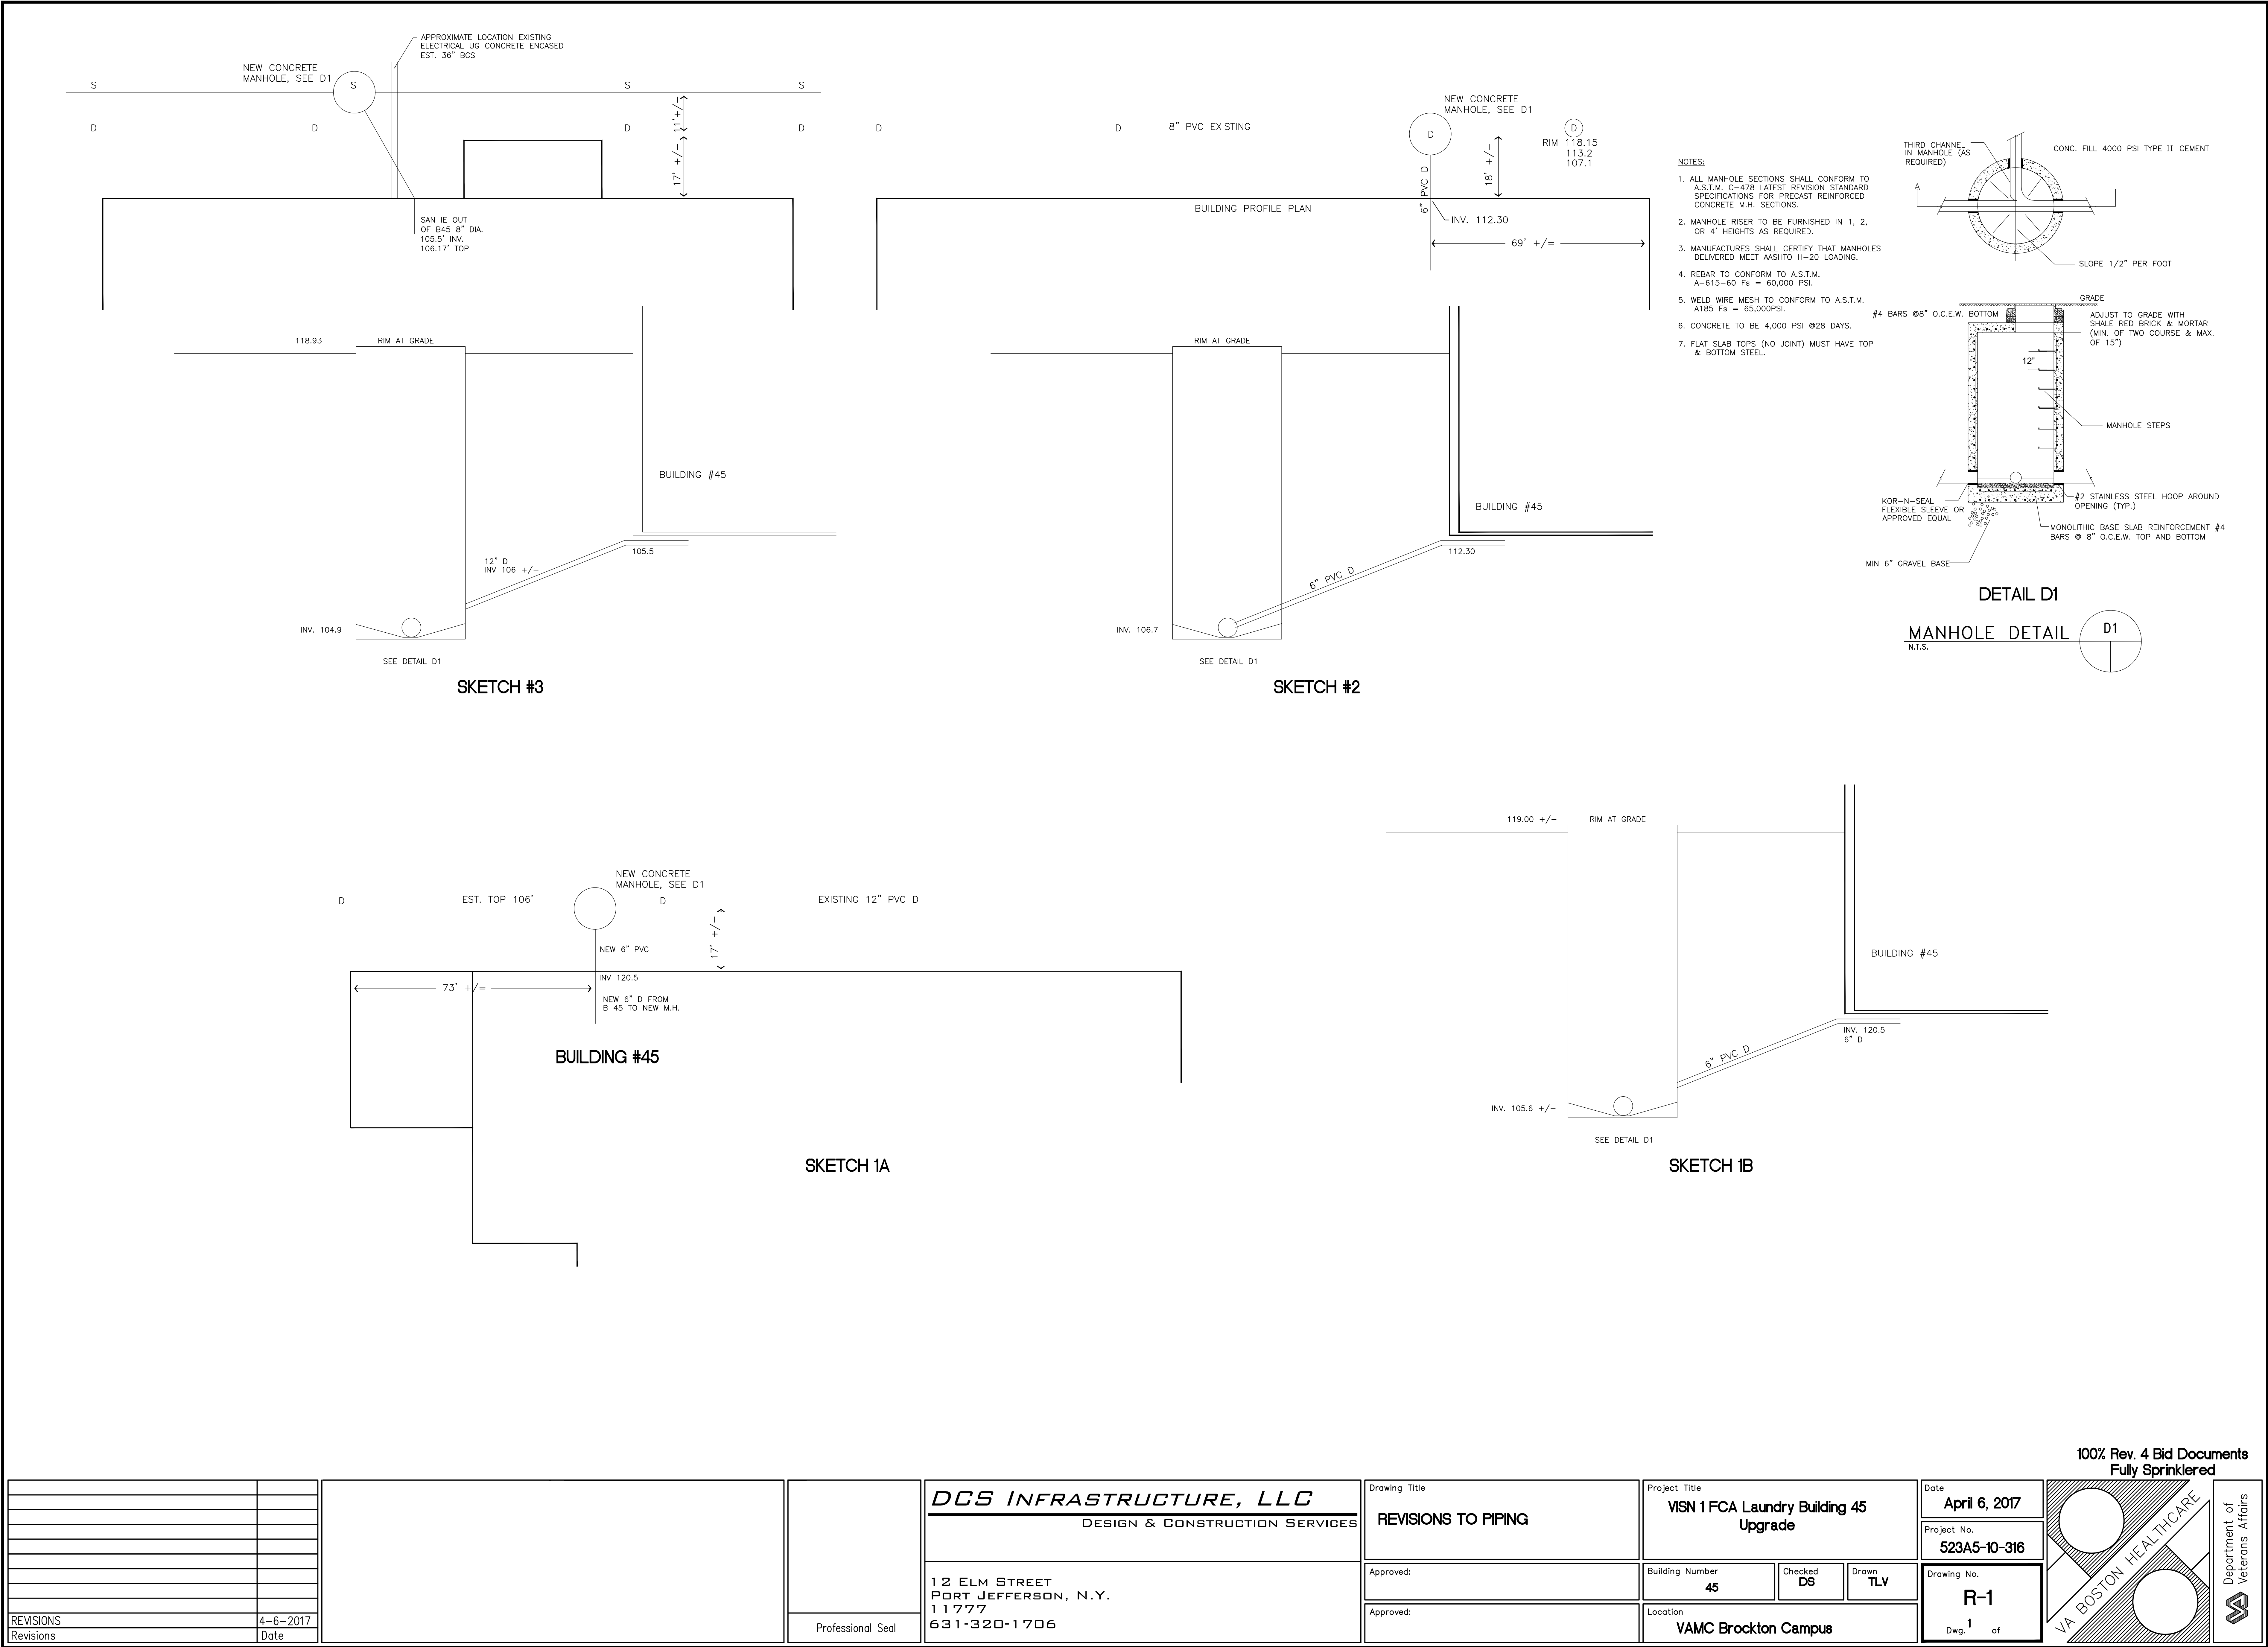 APPROXIMATE LOCATION EXISTING
ELECTRICAL UG CONCRETE ENCASED
EST. 36" BGS
NEW CONCRETE
MANHOLE, SEE D1
S
S
S
S
11'+/-
D
D
D
D
17' +/-
SAN IE OUT
OF B45 8" DIA.
105.5' INV.
106.17' TOP
118.93
RIM AT GRADE
BUILDING #45
105.5
12" D
INV 106 +/-
INV. 104.9
SEE DETAIL D1
SKETCH #3
NEW CONCRETE
MANHOLE, SEE D1
D
D
8" PVC EXISTING
D
D
RIM 118.15
113.2
107.1
6" PVC D
18' +/-
BUILDING PROFILE PLAN
INV. 112.30
69' +/=
RIM AT GRADE
BUILDING #45
112.30
6" PVC D
INV. 106.7
SEE DETAIL D1
SKETCH #2
NOTES:
1. ALL MANHOLE SECTIONS SHALL CONFORM TO
A.S.T.M. C-478 LATEST REVISION STANDARD
SPECIFICATIONS FOR PRECAST REINFORCED
CONCRETE M.H. SECTIONS.
2. MANHOLE RISER TO BE FURNISHED IN 1, 2,
OR 4' HEIGHTS AS REQUIRED.
3. MANUFACTURES SHALL CERTIFY THAT MANHOLES
DELIVERED MEET AASHTO H-20 LOADING.
4. REBAR TO CONFORM TO A.S.T.M.
A-615-60 Fs = 60,000 PSI.
5. WELD WIRE MESH TO CONFORM TO A.S.T.M.
A185 Fs = 65,000PSI.
6. CONCRETE TO BE 4,000 PSI @28 DAYS.
7. FLAT SLAB TOPS (NO JOINT) MUST HAVE TOP
& BOTTOM STEEL.
THIRD CHANNEL
IN MANHOLE (AS
REQUIRED)
CONC. FILL 4000 PSI TYPE II CEMENT
A
SLOPE 1/2" PER FOOT
GRADE
#4 BARS @8" O.C.E.W. BOTTOM
ADJUST TO GRADE WITH
SHALE RED BRICK & MORTAR
(MIN. OF TWO COURSE & MAX.
OF 15")
12"
MANHOLE STEPS
KOR-N-SEAL
FLEXIBLE SLEEVE OR
APPROVED EQUAL
#2 STAINLESS STEEL HOOP AROUND
OPENING (TYP.)
MONOLITHIC BASE SLAB REINFORCEMENT #4
BARS @ 8" O.C.E.W. TOP AND BOTTOM
MIN 6" GRAVEL BASE
DETAIL D1
MANHOLE DETAIL
D1
N.T.S.
NEW CONCRETE
MANHOLE, SEE D1
D
EST. TOP 106'
D
EXISTING 12" PVC D
17' +/-
NEW 6" PVC
INV 120.5
73' +/=
NEW 6" D FROM
B 45 TO NEW M.H.
BUILDING #45
SKETCH 1A
119.00 +/-
RIM AT GRADE
BUILDING #45
INV. 120.5
6" D
6" PVC D
INV. 105.6 +/-
SEE DETAIL D1
SKETCH 1B
100% Rev. 4 Bid Documents
Fully Sprinklered
REVISIONS
4-6-2017
Revisions
Date
Professional Seal
DCS INFRASTRUCTURE, LLC
DESIGN & CONSTRUCTION SERVICES
12 ELM STREET
PORT JEFFERSON, N.Y.
11777
631-320-1706
Drawing Title
REVISIONS TO PIPING
Approved:
Approved:
Project Title
VISN 1 FCA Laundry Building 45
Upgrade
Building Number
45
Checked
DS
Drawn
TLV
Location
VAMC Brockton Campus
Date
April 6, 2017
Project No.
523A5-10-316
Drawing No.
R-1
Dwg. 1 of
VA BOSTON HEALTHCARE
Department of
Veterans Affairs